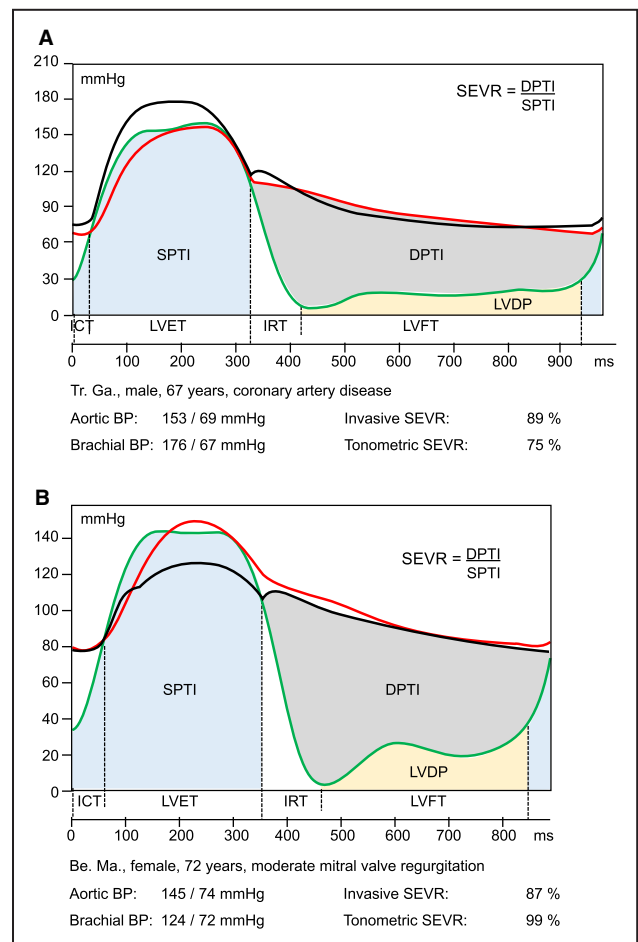 A
210
mmHg
SEVR = DPTI
SPTI
180
150
120
90
60
SPTI
DPTI
30
LVDP
0
ICT LVET IRT LVFT
0 100 200 300 400 500 600 700 800 900 ms
Tr. Ga., male, 67 years, coronary artery disease
Aortic BP: 153 / 69 mmHg Invasive SEVR: 89 %
Brachial BP: 176 / 67 mmHg Tonometric SEVR: 75 %
B
mmHg
140
SEVR = DPTI
SPTI
120
100
80
60
SPTI
DPTI
40
20
LVDP
0
ICT LVET IRT LVFT
0 100 200 300 400 500 600 700 800 ms
Be. Ma., female, 72 years, moderate mitral valve regurgitation
Aortic BP: 145 / 74 mmHg Invasive SEVR: 87 %
Brachial BP: 124 / 72 mmHg Tonometric SEVR: 99 %